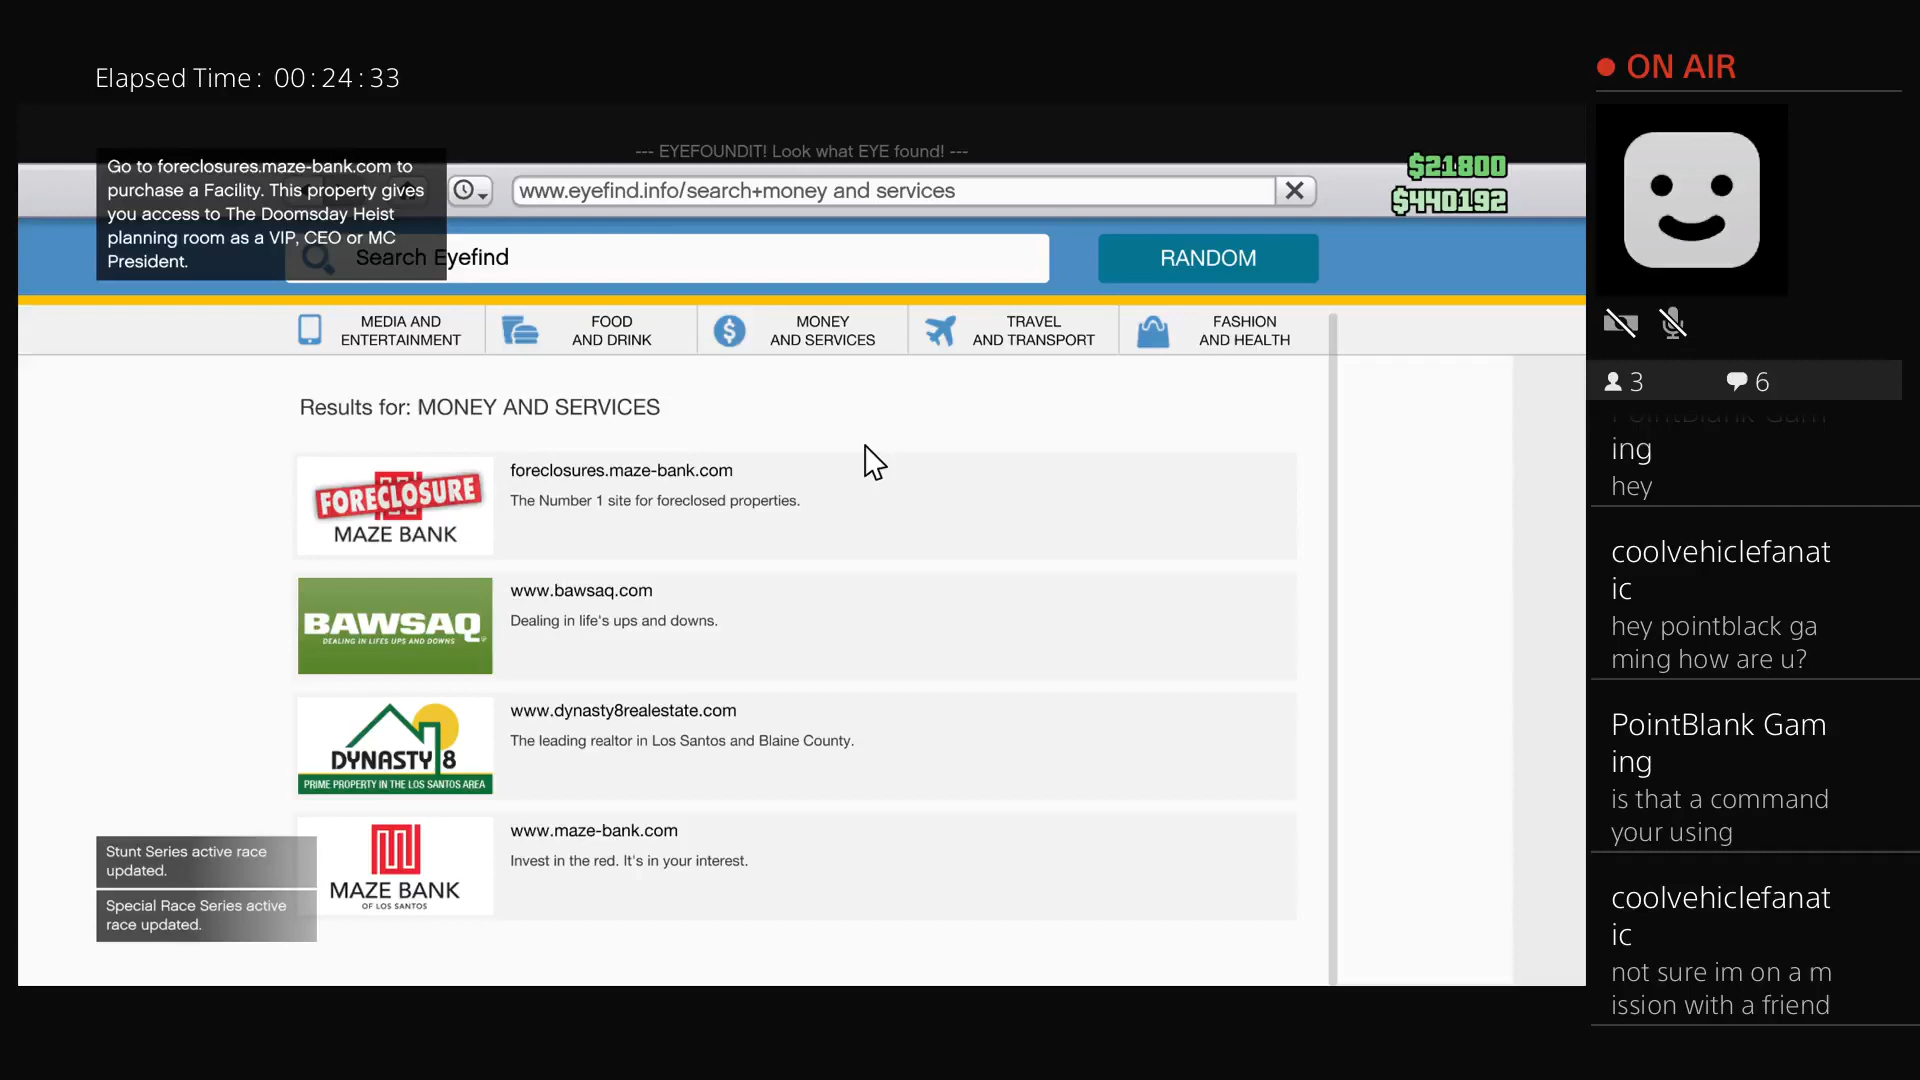 Elapsed Time: 00:24:33
ON AIR
--- EYEFOUNDIT! Look what EYE found! ---
Go to foreclosures.maze-bank.com to
purchase a Facility. This property gives
you access to The Doomsday Heist
planning room as a VIP, CEO or MC
President.
www.eyefind.info/search+money and services
$21800
$440192
Search Eyefind
RANDOM
MEDIA AND
ENTERTAINMENT
FOOD
AND DRINK
MONEY
AND SERVICES
TRAVEL
AND TRANSPORT
FASHION
AND HEALTH
Results for: MONEY AND SERVICES
FORECLOSURE
MAZE BANK
foreclosures.maze-bank.com
The Number 1 site for foreclosed properties.
BAWSAQ
DEALING IN LIFE'S UPS AND DOWNS
www.bawsaq.com
Dealing in life's ups and downs.
DYNASTY 8
PRIME PROPERTY IN THE LOS SANTOS AREA
www.dynasty8realestate.com
The leading realtor in Los Santos and Blaine County.
MAZE BANK
OF LOS SANTOS
www.maze-bank.com
Invest in the red. It's in your interest.
Stunt Series active race
updated.
Special Race Series active
race updated.
3
6
PointBlank Gam
ing
hey
coolvehiclefanat
ic
hey pointblack ga
ming how are u?
PointBlank Gam
ing
is that a command
your using
coolvehiclefanat
ic
not sure im on a m
ission with a friend